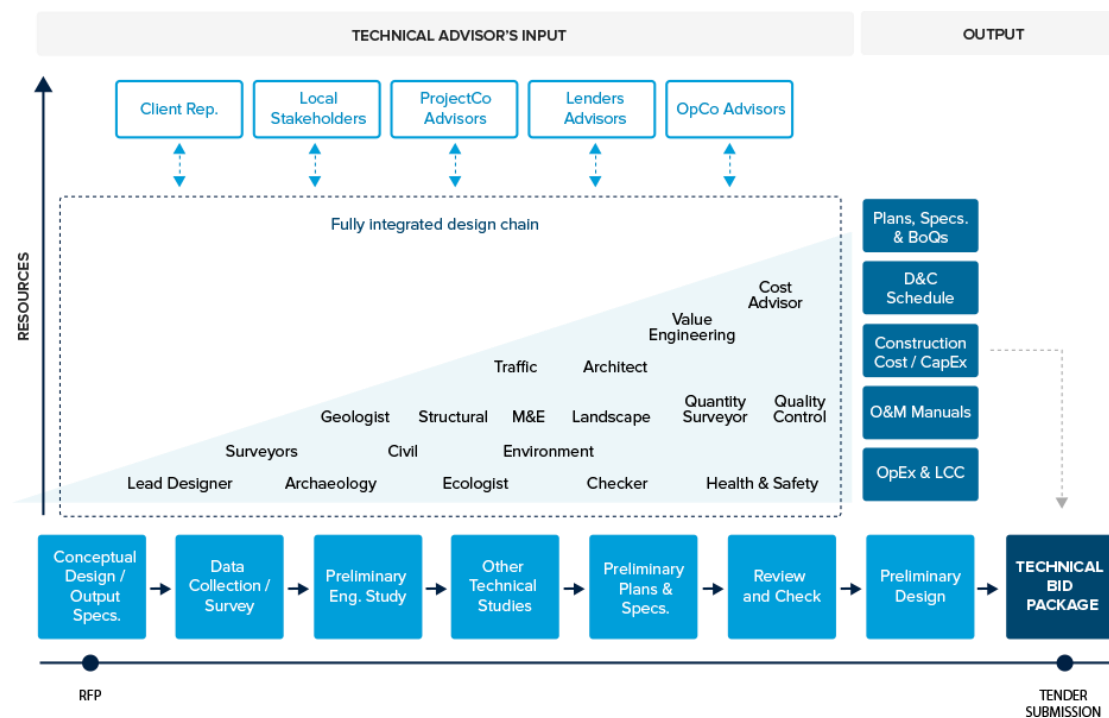 TECHNICAL ADVISOR'S INPUT
OUTPUT
Client Rep.
Local
Stakeholders
ProjectCo
Advisors
Lenders
Advisors
OpCo Advisors
RESOURCES
Fully integrated design chain
Cost
Advisor
Value
Engineering
Traffic
Architect
Geologist
Structural
M&E
Landscape
Quantity
Surveyor
Quality
Control
Surveyors
Civil
Environment
Lead Designer
Archaeology
Ecologist
Checker
Health & Safety
Plans, Specs.
& BoQs
D&C
Schedule
Construction
Cost / CapEx
O&M Manuals
OpEx & LCC
Conceptual
Design /
Output
Specs.
Data
Collection /
Survey
Preliminary
Eng. Study
Other
Technical
Studies
Preliminary
Plans &
Specs.
Review
and Check
Preliminary
Design
TECHNICAL
BID
PACKAGE
RFP
TENDER
SUBMISSION